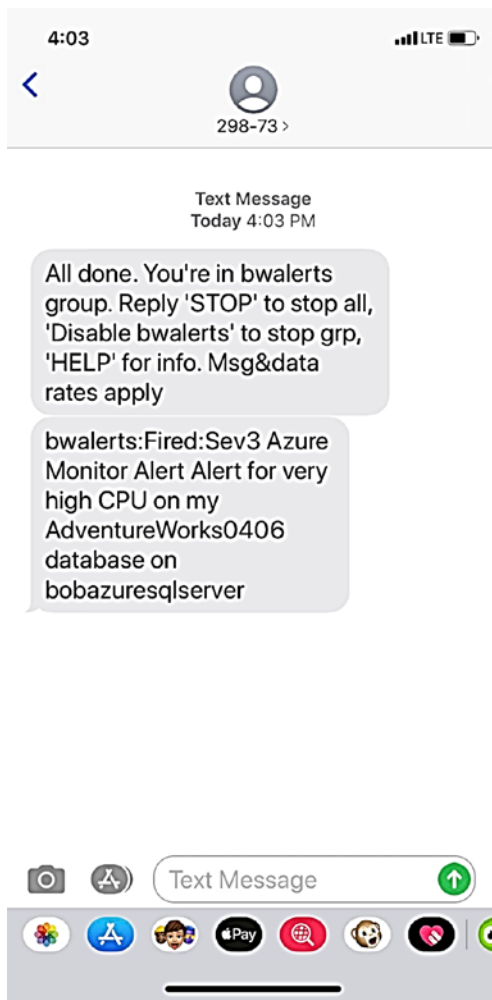 4:03
LTE
298-73 >
Text Message
Today 4:03 PM
All done. You're in bwalerts
group. Reply 'STOP' to stop all,
'Disable bwalerts' to stop grp,
'HELP' for info. Msg&data
rates apply
bwalerts:Fired:Sev3 Azure
Monitor Alert Alert for very
high CPU on my
AdventureWorks0406
database on
bobazuresqlserver
Text Message
Pay